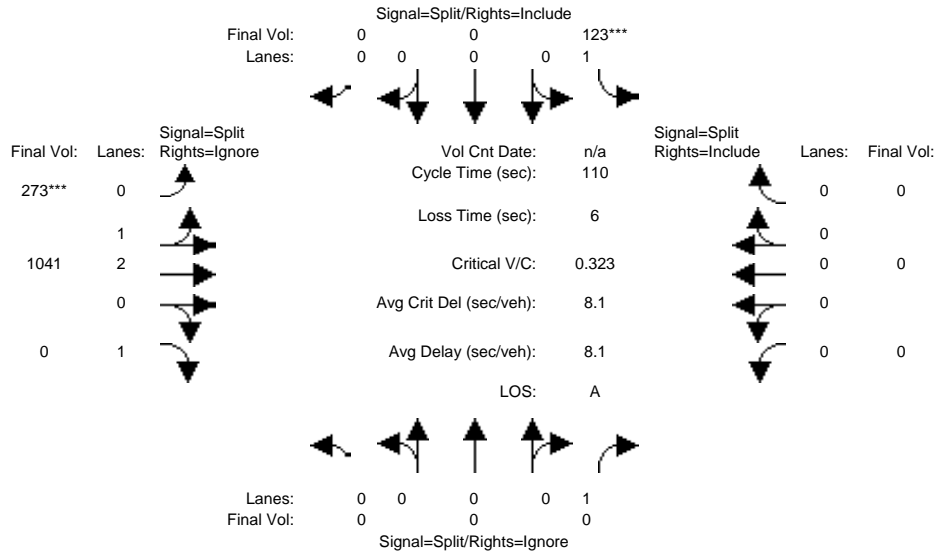 Signal=Split/Rights=Include
Final Vol: 0 0 123***
Lanes: 0 0 0 0 1
Signal=Split Signal=Split
Final Vol: Lanes: Rights=Ignore Vol Cnt Date: n/a Rights=Include Lanes: Final Vol:
Cycle Time (sec): 110
273*** 0 0 0
Loss Time (sec): 6
1 0
1041 2 Critical V/C: 0.323 0 0
0 Avg Crit Del (sec/veh): 8.1 0
0 1 Avg Delay (sec/veh): 8.1 0 0
LOS: A
Lanes: 0 0 0 0 1
Final Vol: 0 0 0
Signal=Split/Rights=Ignore